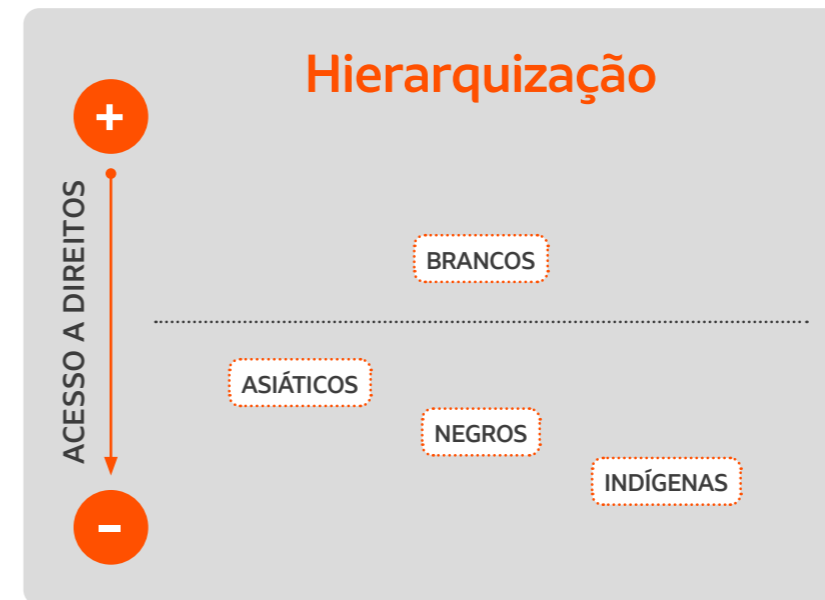 Hierarquização
+
ACESSO A DIREITOS
BRANCOS
ASIÁTICOS
NEGROS
INDÍGENAS
-